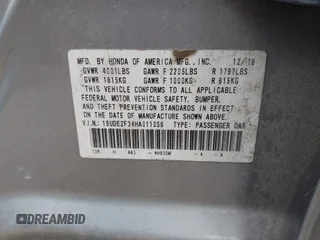 MFD. BY HONDA OF AMERICA MFG., INC. 12/16
GVWR 4001LBS GAWR F 2205LBS R 1797LBS
GVWR 1815KG GAWR F 1000KG R 815KG
THIS VEHICLE CONFORMS TO ALL APPLICABLE
FEDERAL MOTOR VEHICLE SAFETY, BUMPER,
AND THEFT PREVENTION STANDARDS IN EFFECT
ON THE DATE OF MANUFACTURE SHOWN ABOVE.
V.I.N.: 19UDE2F34HA011056 TYPE: PASSENGER CAR
DREAMBID